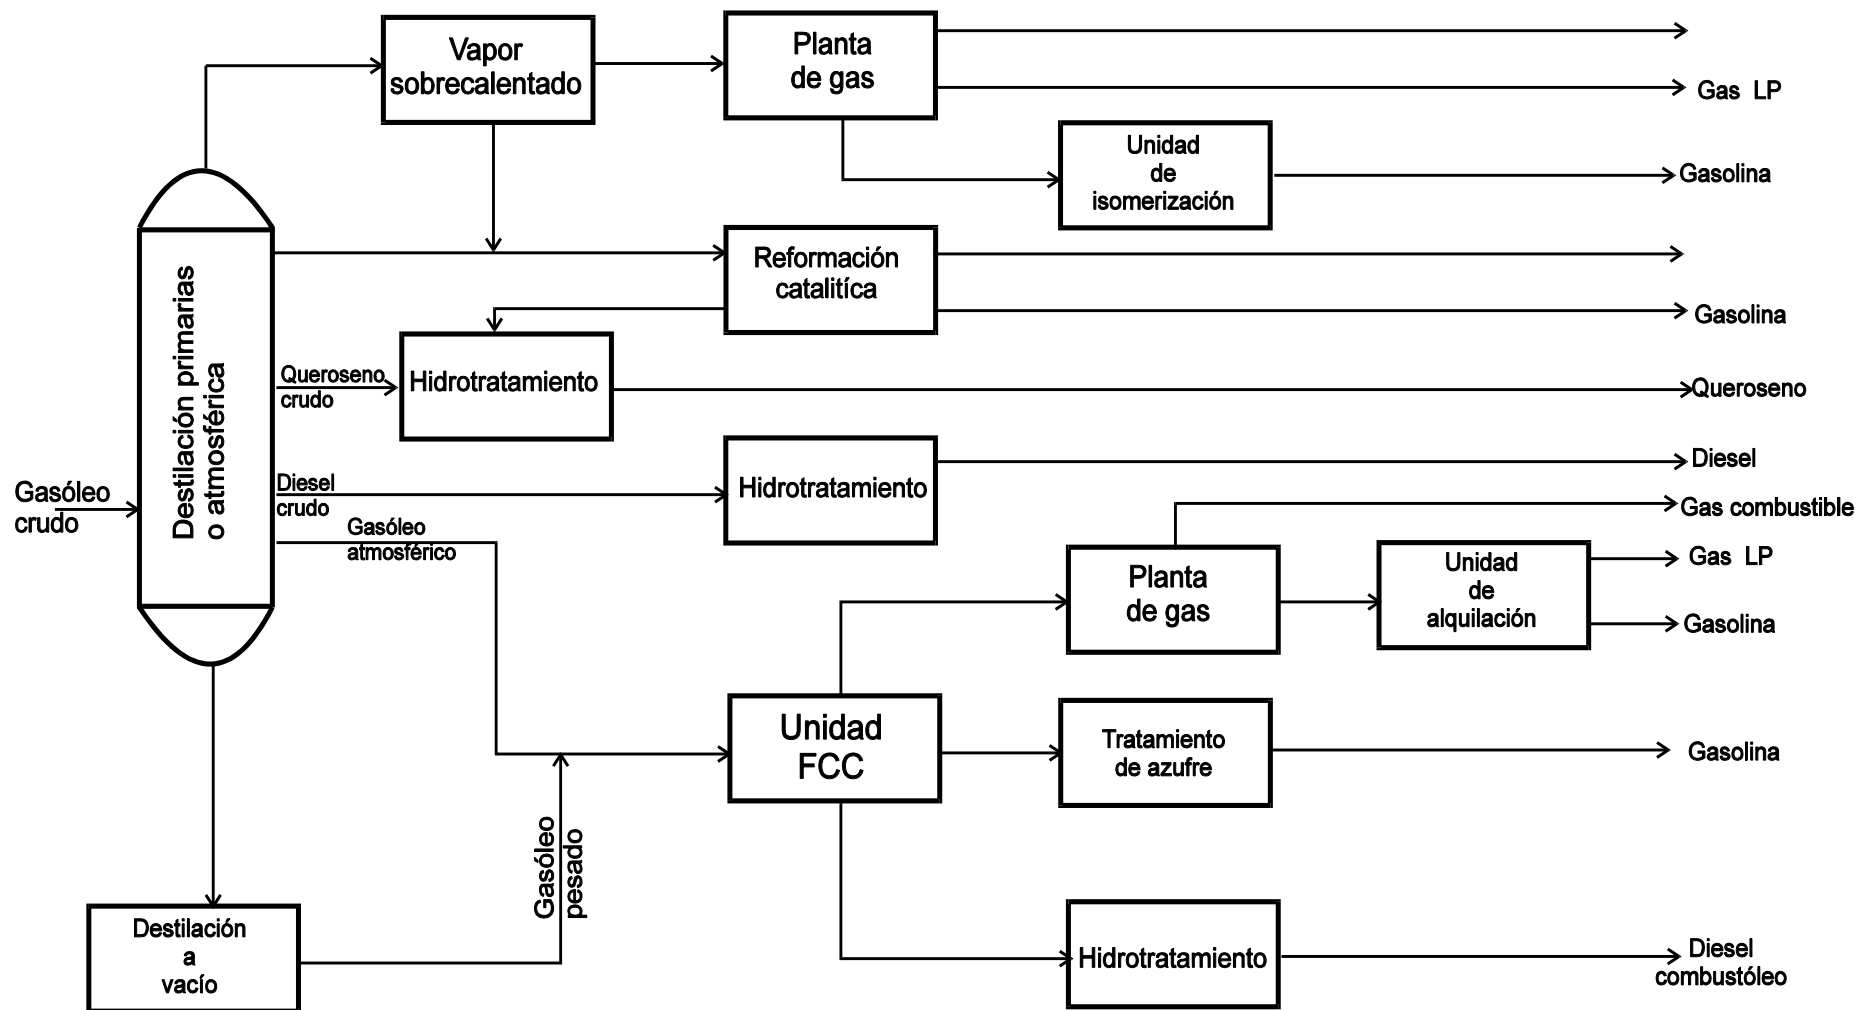 Vapor
sobrecalentado
Planta
de gas
Gas LP
Unidad
de
isomerización
Gasolina
Destilación primarias
o atmosférica
Reformación
catalitíca
Gasolina
Queroseno
crudo
Hidrotratamiento
Queroseno
Gasóleo
crudo
Diesel
crudo
Hidrotratamiento
Diesel
Gas combustible
Gasóleo
atmosférico
Planta
de gas
Unidad
de
alquilación
Gas LP
Gasolina
Unidad
FCC
Tratamiento
de azufre
Gasolina
Gasóleo
pesado
Destilación
a
vacío
Hidrotratamiento
Diesel
combustóleo